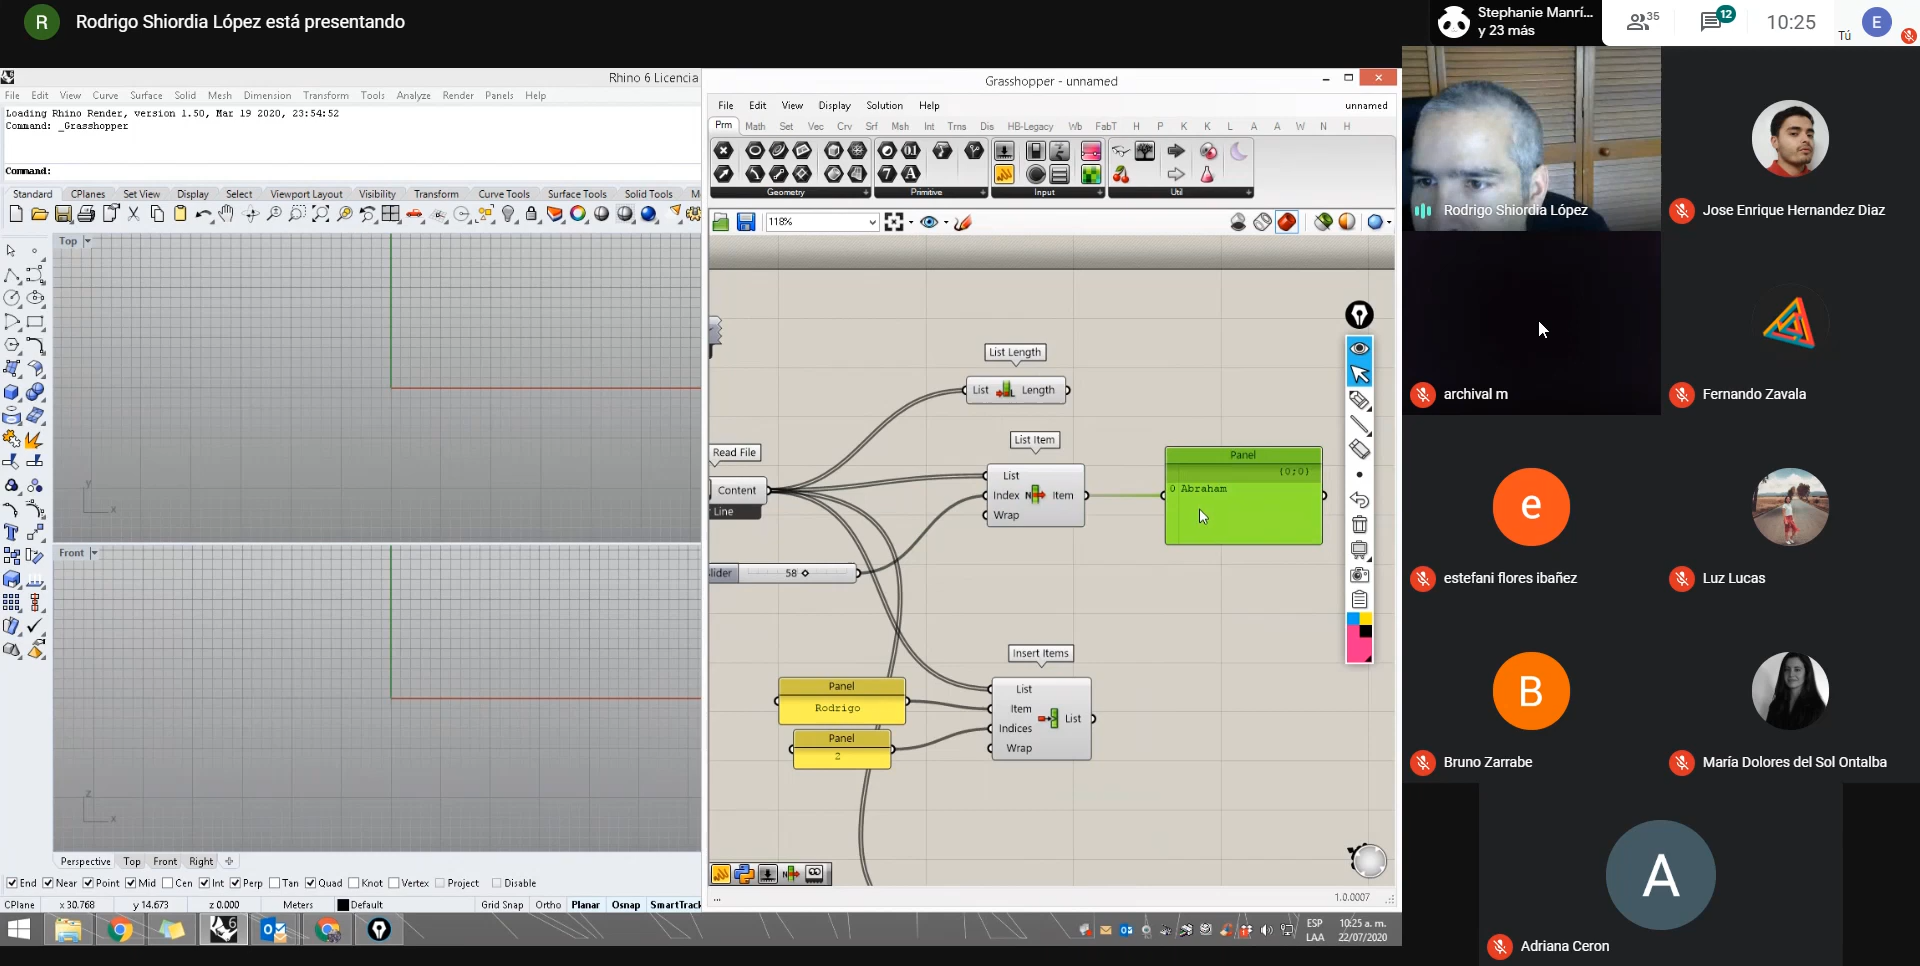 R
Rodrigo Shiordia López está presentando
Stephanie Manrí...
y 23 más
35
12
10:25
Tú
E
Rhino 6 Licencia
File Edit View Curve Surface Solid Mesh Dimension Transform Tools Analyze Render Panels Help
Loading Rhino Render, version 1.50, Mar 19 2020, 23:54:52
Command: _Grasshopper
Command:
Standard CPlanes Set View Display Select Viewport Layout Visibility Transform Curve Tools Surface Tools Solid Tools M
Top
y
x
Front
z
x
Perspective Top Front Right
End Near Point Mid Cen Int Perp Tan Quad Knot Vertex Project Disable
CPlane x 30.768 y 14.673 z 0.000 Meters Default Grid Snap Ortho Planar Osnap SmartTrack
Grasshopper - unnamed
File Edit View Display Solution Help unnamed
Prm Math Set Vec Crv Srf Msh Int Trns Dis HB-Legacy Wb FabT H P K K L A A W N H
Geometry Primitive Input Util
118%
List Length
List Length
List Item
Read File
Content
Line
List
Index Item
Wrap
Panel
{0;0}
0 Abraham
lider 58
Insert Items
Panel
Rodrigo
Panel
2
List
Item
Indices
Wrap
List
...
1.0.0007
ESP
LAA
10:25 a. m.
22/07/2020
Rodrigo Shiordia López
Jose Enrique Hernandez Diaz
archival m
Fernando Zavala
e
estefani flores ibañez
Luz Lucas
B
Bruno Zarrabe
María Dolores del Sol Ontalba
A
Adriana Ceron